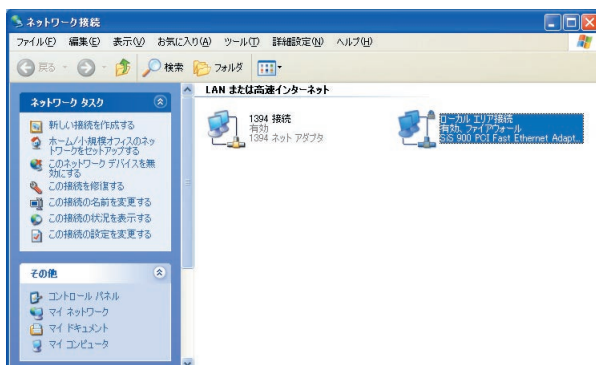 ネットワーク接続
ファイル(F) 編集(E) 表示(V) お気に入り(A) ツール(T) 詳細設定(N) ヘルプ(H)
戻る 検索 フォルダ
ネットワーク タスク
新しい接続を作成する
ホーム/小規模オフィスのネッ
トワークをセットアップする
このネットワーク デバイスを無
効にする
この接続を修復する
この接続の名前を変更する
この接続の状況を表示する
この接続の設定を変更する
その他
コントロール パネル
マイ ネットワーク
マイ ドキュメント
マイ コンピュータ
LAN または高速インターネット
1394 接続
有効
1394 ネット アダプタ
ローカル エリア接続
有効, ファイアウォール
SiS 900 PCI Fast Ethernet Adapt...